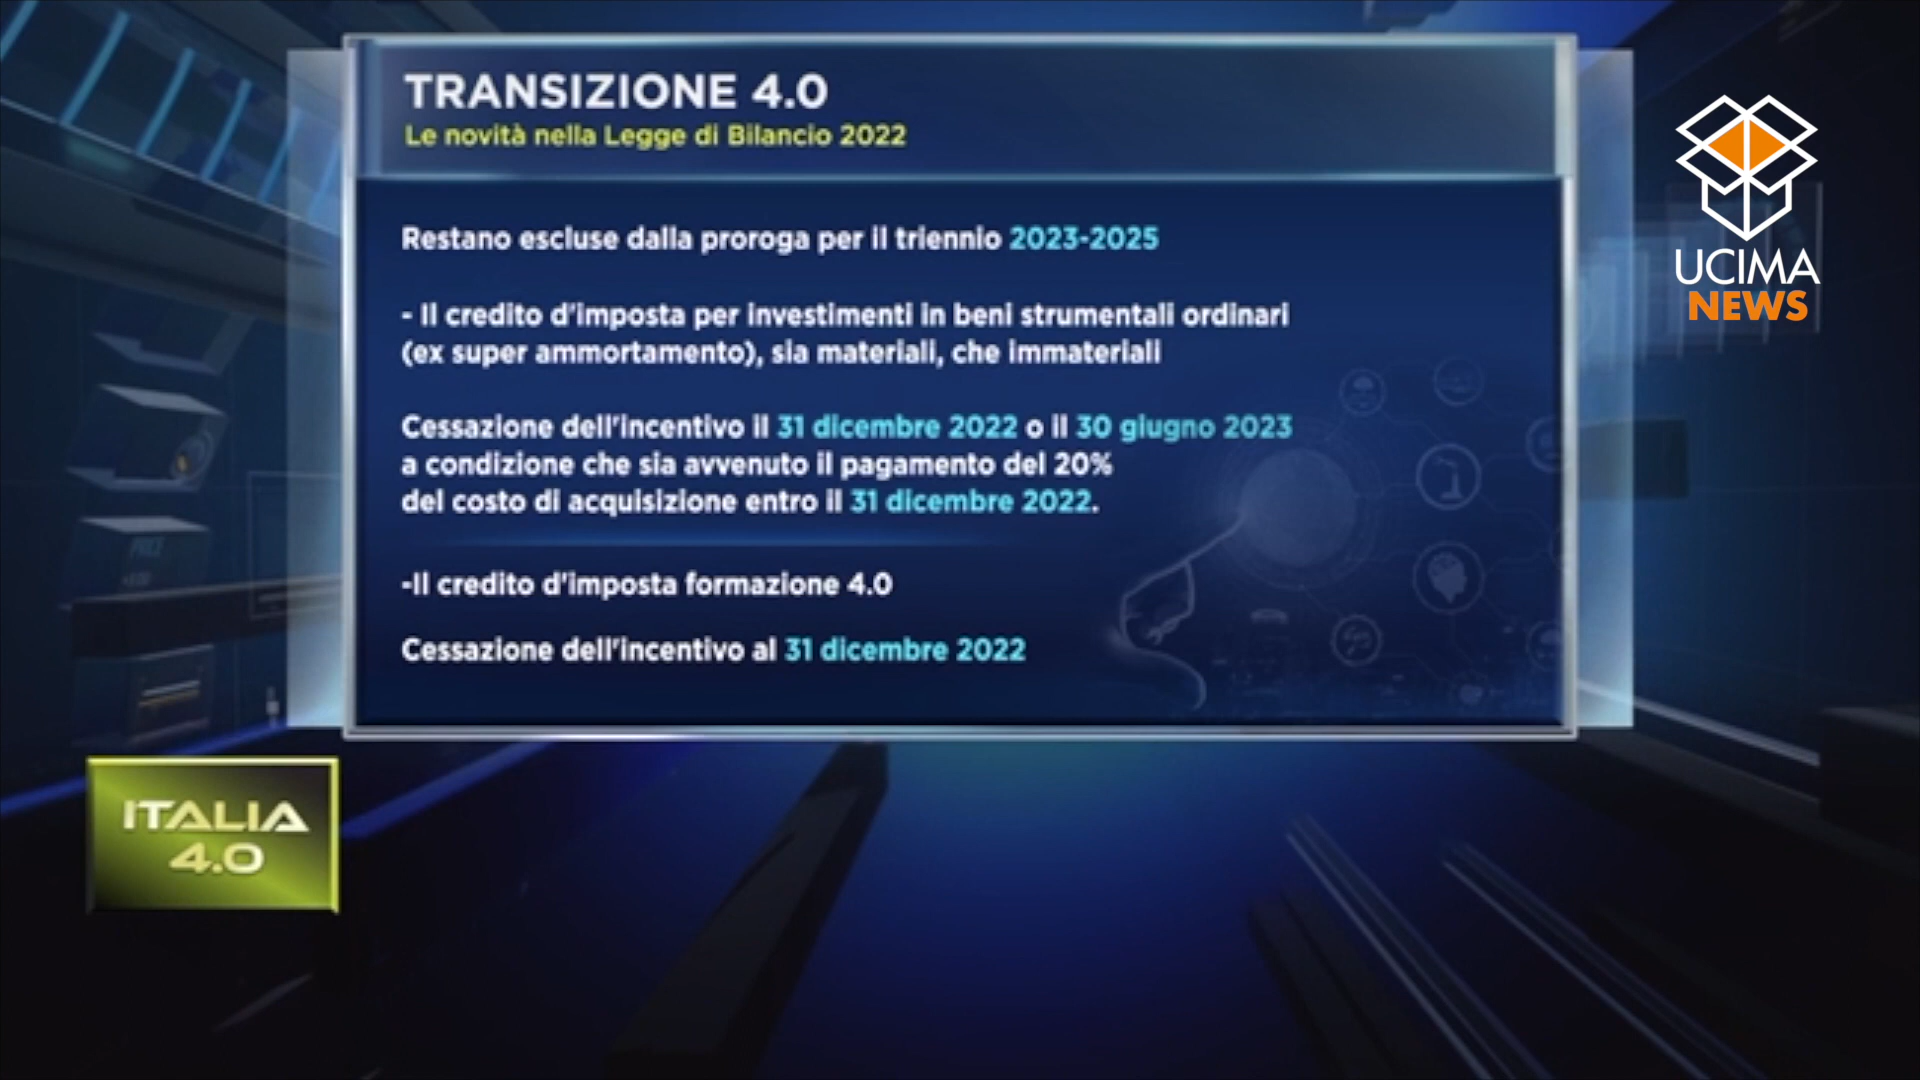 TRANSIZIONE 4.0
Le novità nella Legge di Bilancio 2022
UCIMA
NEWS
Restano escluse dalla proroga per il triennio 2023-2025
- Il credito d'imposta per investimenti in beni strumentali ordinari
(ex super ammortamento), sia materiali, che immateriali
Cessazione dell'incentivo il 31 dicembre 2022 o il 30 giugno 2023
a condizione che sia avvenuto il pagamento del 20%
del costo di acquisizione entro il 31 dicembre 2022.
-Il credito d'imposta formazione 4.0
Cessazione dell'incentivo al 31 dicembre 2022
ITALIA
4.0